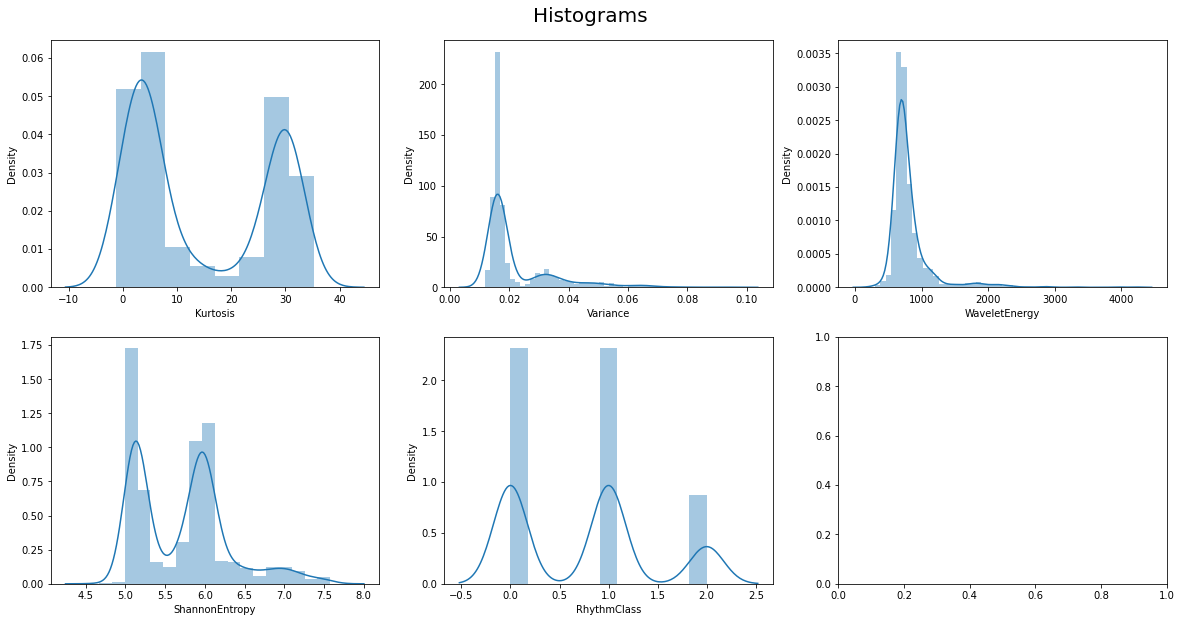 Histograms
Density
0.06
0.05
0.04
0.03
0.02
0.01
0.00
−10 0 10 20 30 40
Kurtosis
Density
200
150
100
50
0
0.00 0.02 0.04 0.06 0.08 0.10
Variance
Density
0.0035
0.0030
0.0025
0.0020
0.0015
0.0010
0.0005
0.0000
0 1000 2000 3000 4000
WaveletEnergy
Density
1.75
1.50
1.25
1.00
0.75
0.50
0.25
0.00
4.5 5.0 5.5 6.0 6.5 7.0 7.5 8.0
ShannonEntropy
Density
2.0
1.5
1.0
0.5
0.0
−0.5 0.0 0.5 1.0 1.5 2.0 2.5
RhythmClass
1.0
0.8
0.6
0.4
0.2
0.0
0.0 0.2 0.4 0.6 0.8 1.0